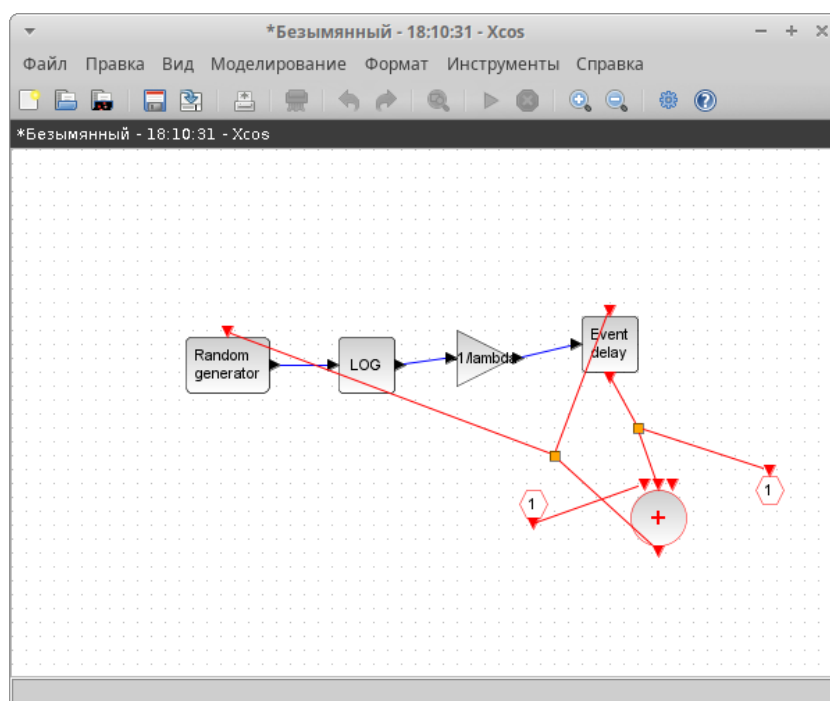 *Безымянный - 18:10:31 - Xcos
Файл Правка Вид Моделирование Формат Инструменты Справка
*Безымянный - 18:10:31 - Xcos
Random
generator
LOG
1/lambda
Event
delay
1
+
1